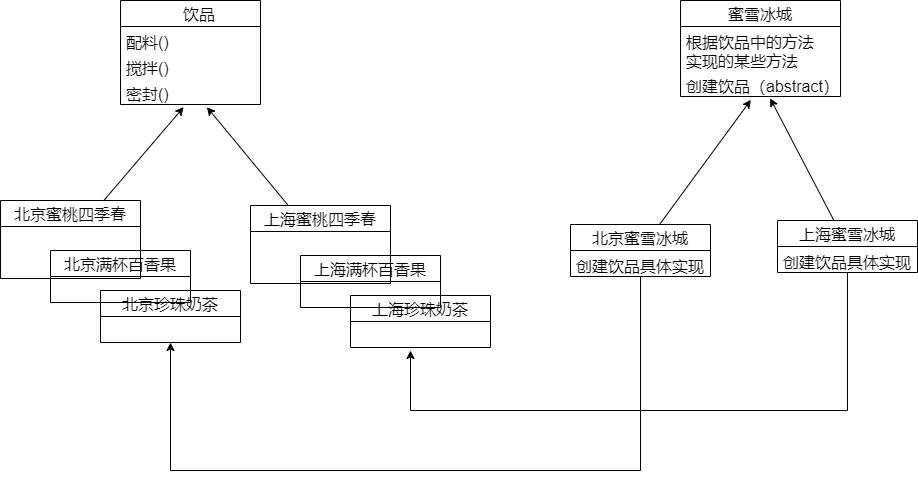 饮品
配料()
搅拌()
密封()
蜜雪冰城
根据饮品中的方法
实现的某些方法
创建饮品（abstract）
北京蜜桃四季春
北京满杯百香果
北京珍珠奶茶
上海蜜桃四季春
上海满杯百香果
上海珍珠奶茶
北京蜜雪冰城
创建饮品具体实现
上海蜜雪冰城
创建饮品具体实现